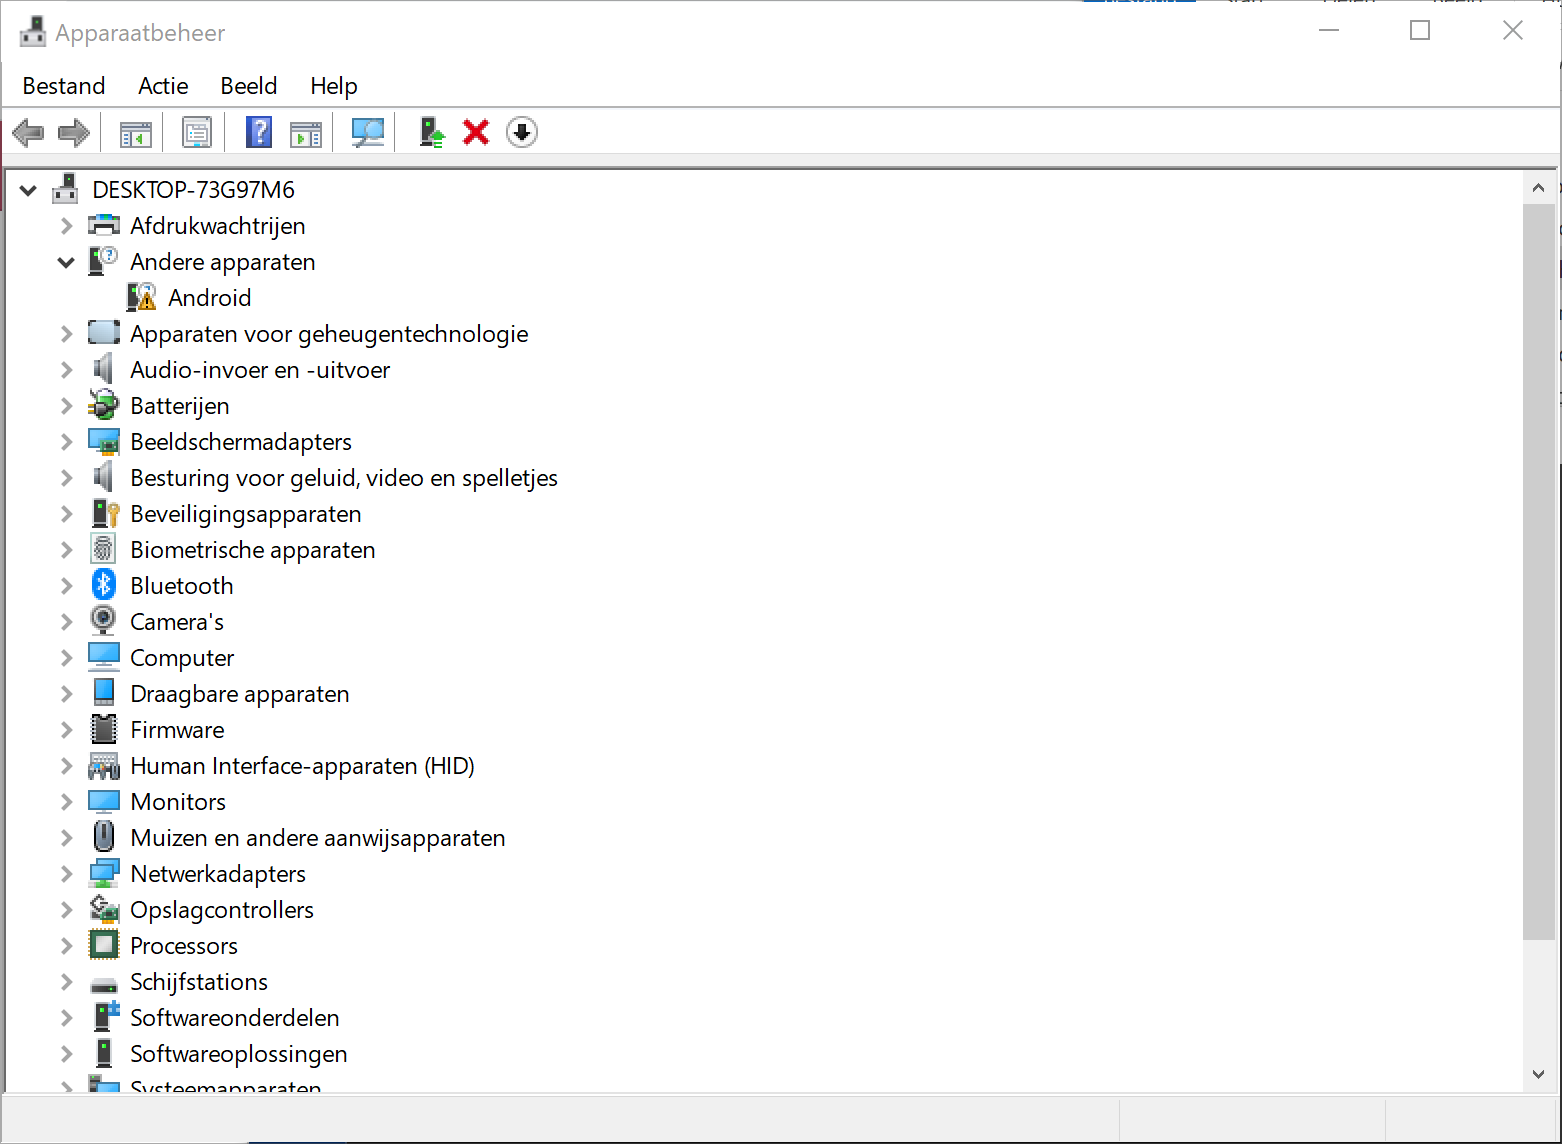 Apparaatbeheer
Bestand Actie Beeld Help
DESKTOP-73G97M6
Afdrukwachtrijen
Andere apparaten
Android
Apparaten voor geheugentechnologie
Audio-invoer en -uitvoer
Batterijen
Beeldschermadapters
Besturing voor geluid, video en spelletjes
Beveiligingsapparaten
Biometrische apparaten
Bluetooth
Camera's
Computer
Draagbare apparaten
Firmware
Human Interface-apparaten (HID)
Monitors
Muizen en andere aanwijsapparaten
Netwerkadapters
Opslagcontrollers
Processors
Schijfstations
Softwareonderdelen
Softwareoplossingen
Systeemapparaten